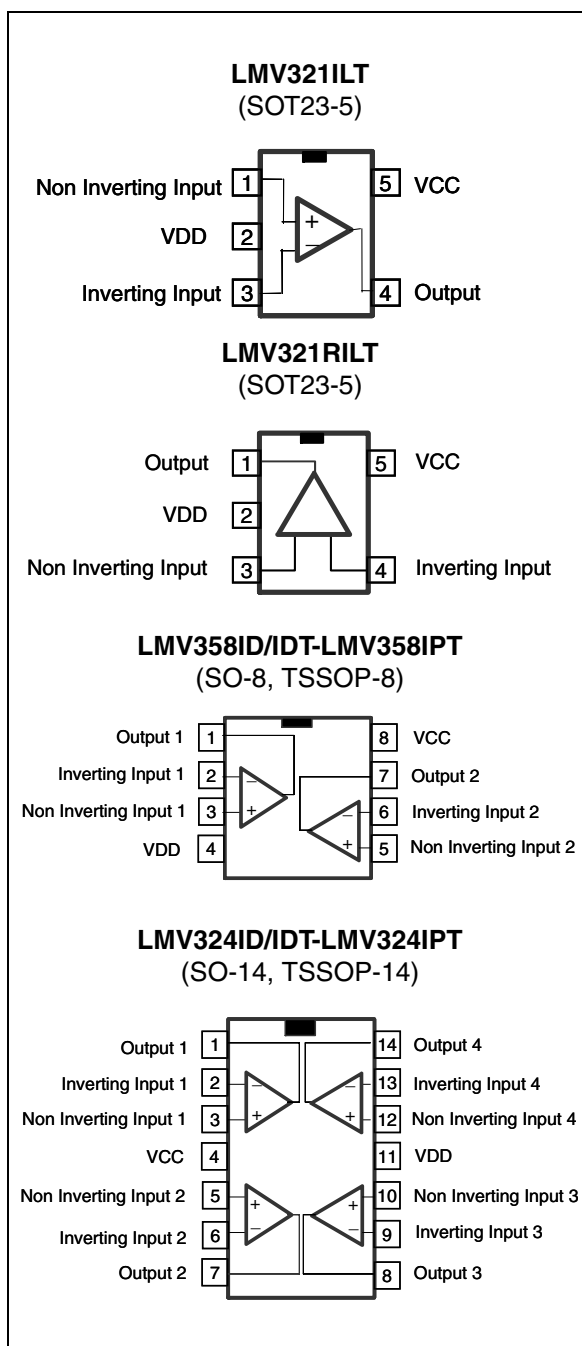 LMV321ILT
(SOT23-5)
Non Inverting Input 1 5 VCC
+
VDD 2
−
Inverting Input 3 4 Output
LMV321RILT
(SOT23-5)
Output 1 5 VCC
VDD 2
Non Inverting Input 3 4 Inverting Input
LMV358ID/IDT-LMV358IPT
(SO-8, TSSOP-8)
Output 1 1 8 VCC
Inverting Input 1 2 − 7 Output 2
Non Inverting Input 1 3 + − 6 Inverting Input 2
VDD 4 + 5 Non Inverting Input 2
LMV324ID/IDT-LMV324IPT
(SO-14, TSSOP-14)
Output 1 1 14 Output 4
Inverting Input 1 2 − − 13 Inverting Input 4
Non Inverting Input 1 3 + + 12 Non Inverting Input 4
VCC 4 11 VDD
Non Inverting Input 2 5 + + 10 Non Inverting Input 3
Inverting Input 2 6 − − 9 Inverting Input 3
Output 2 7 8 Output 3